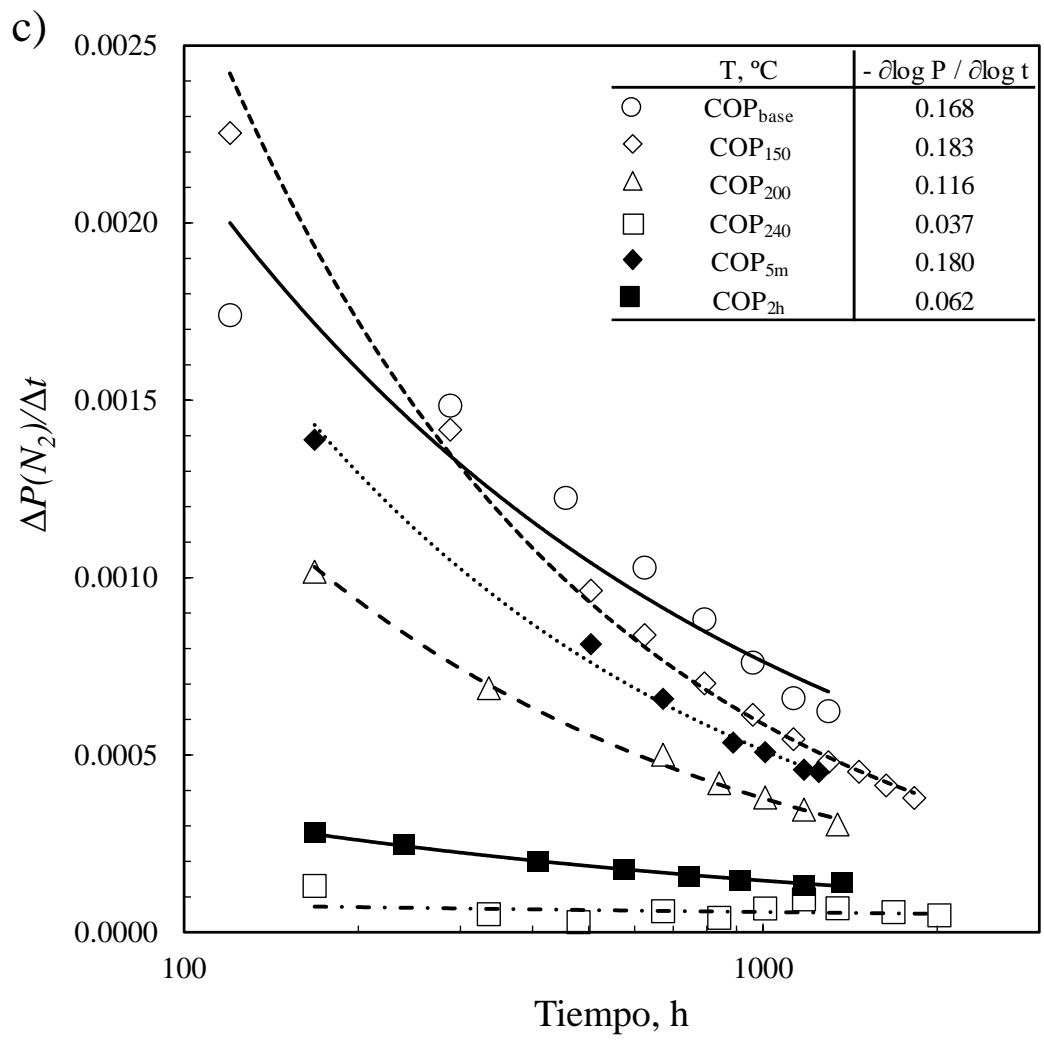 c)
0.0025
0.0020
0.0015
0.0010
0.0005
0.0000
ΔP(N₂)/Δt
100 1000
Tiempo, h
T, ºC - ∂log P / ∂log t
COPbase 0.168
COP150 0.183
COP200 0.116
COP240 0.037
COP5m 0.180
COP2h 0.062